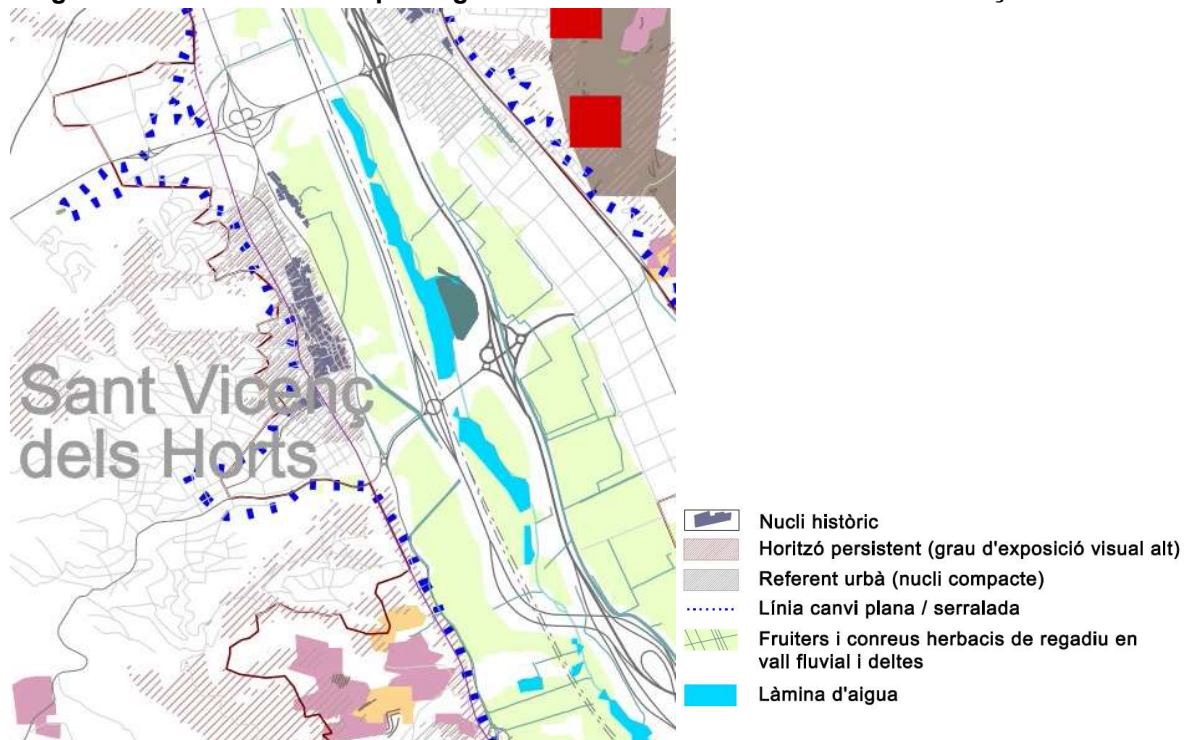 Sant Vicenç
dels Horts
Nucli històric
Horitzó persistent (grau d'exposició visual alt)
Referent urbà (nucli compacte)
Línia canvi plana / serralada
Fruiters i conreus herbacis de regadiu en
vall fluvial i deltes
Làmina d'aigua